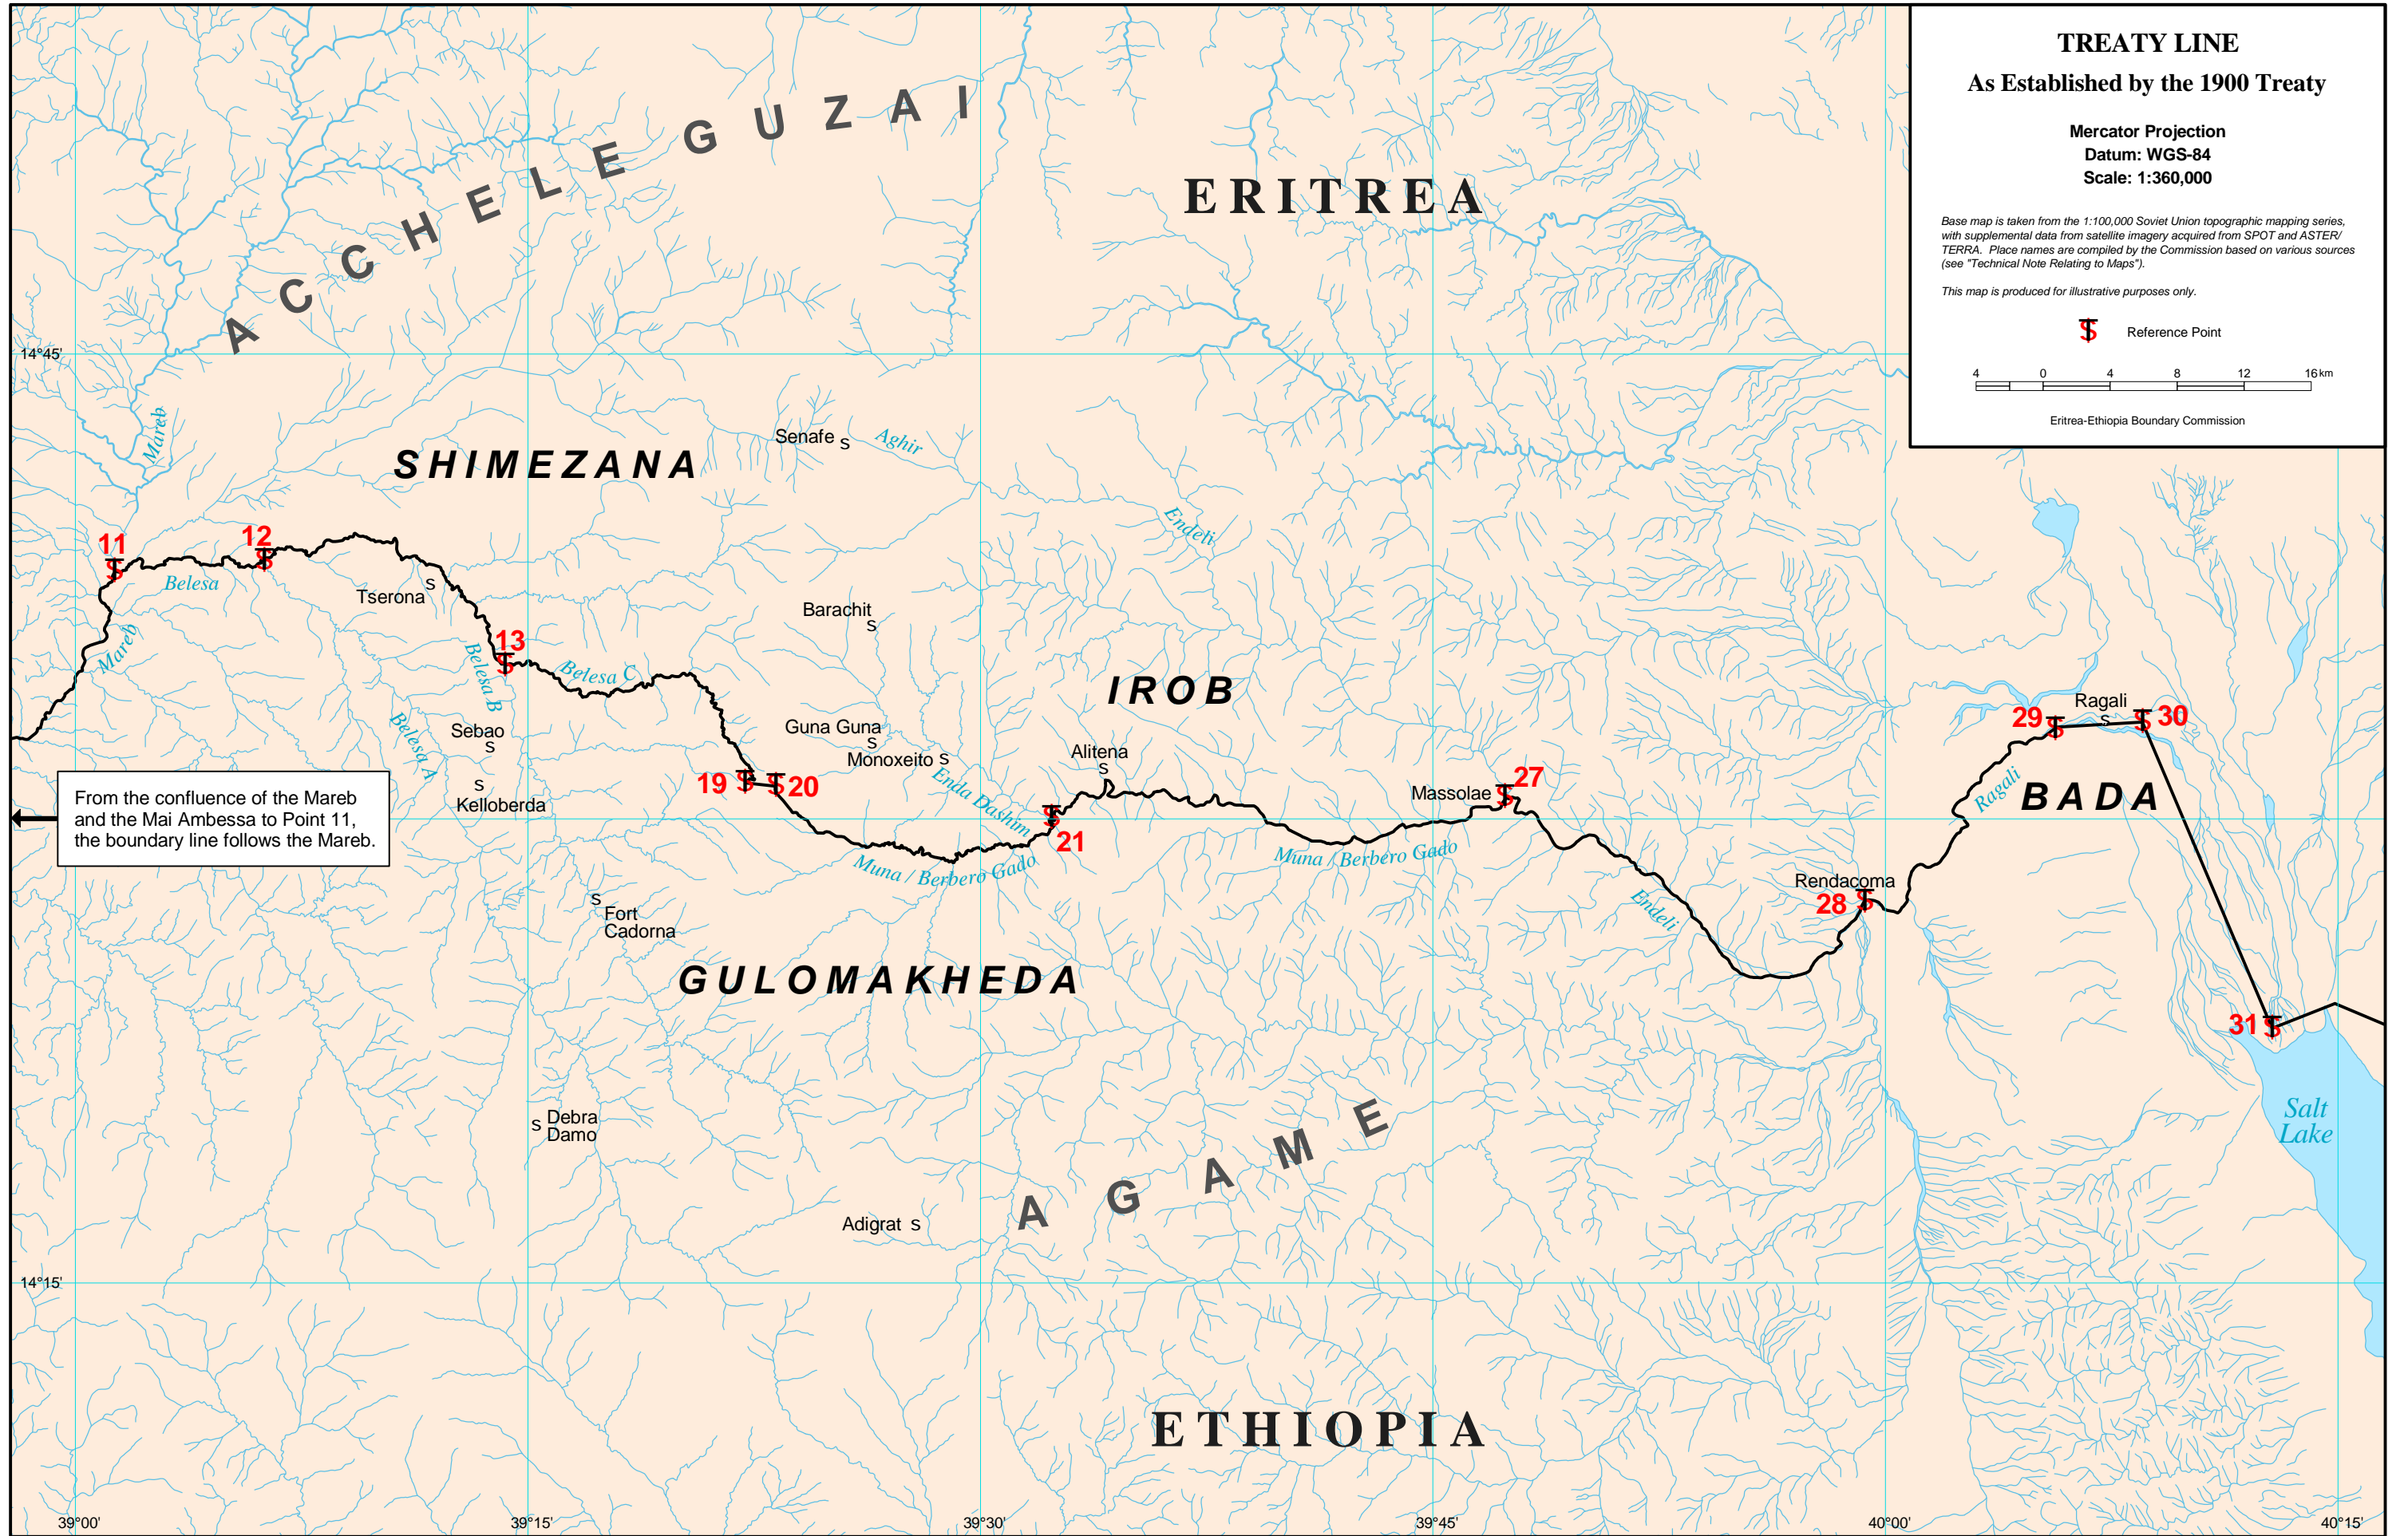 TREATY LINE
As Established by the 1900 Treaty
Mercator Projection
Datum: WGS-84
Scale: 1:360,000
Base map is taken from the 1:100,000 Soviet Union topographic mapping series,
with supplemental data from satellite imagery acquired from SPOT and ASTER/
TERRA. Place names are compiled by the Commission based on various sources
(see "Technical Note Relating to Maps").
This map is produced for illustrative purposes only.
Reference Point
4 0 4 8 12 16 km
Eritrea-Ethiopia Boundary Commission
ACCHELE GUZAI
ERITREA
14°45'
Mareb
SHIMEZANA
Senafe
Aghir
Endeli
11
12
Belesa
Tserona
Mareb
13
Belesa B
Belesa C
Belesa A
Barachit
IROB
Sebao
Guna Guna
Monoxeito
Alitena
Kelloberda
19
20
Enda Dashim
21
Massolae
27
29
Ragali
30
Ragali
BADA
From the confluence of the Mareb
and the Mai Ambessa to Point 11,
the boundary line follows the Mareb.
Muna / Berbero Gado
Muna / Berbero Gado
Endeli
Rendacoma
28
Fort
Cadorna
GULOMAKHEDA
31
Salt
Lake
Debra
Damo
AGAME
Adigrat
14°15'
ETHIOPIA
39°00'
39°15'
39°30'
39°45'
40°00'
40°15'